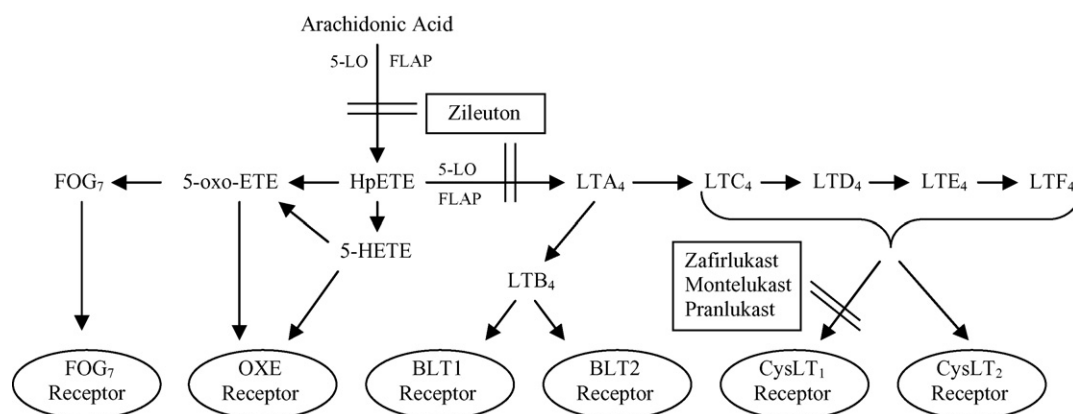 Arachidonic Acid
5-LO FLAP
Zileuton
5-LO
FOG₇ 5-oxo-ETE HpETE LTA₄ LTC₄ LTD₄ LTE₄ LTF₄
FLAP
5-HETE
LTB₄
Zafirlukast
Montelukast
Pranlukast
FOG₇
Receptor
OXE
Receptor
BLT1
Receptor
BLT2
Receptor
CysLT₁
Receptor
CysLT₂
Receptor